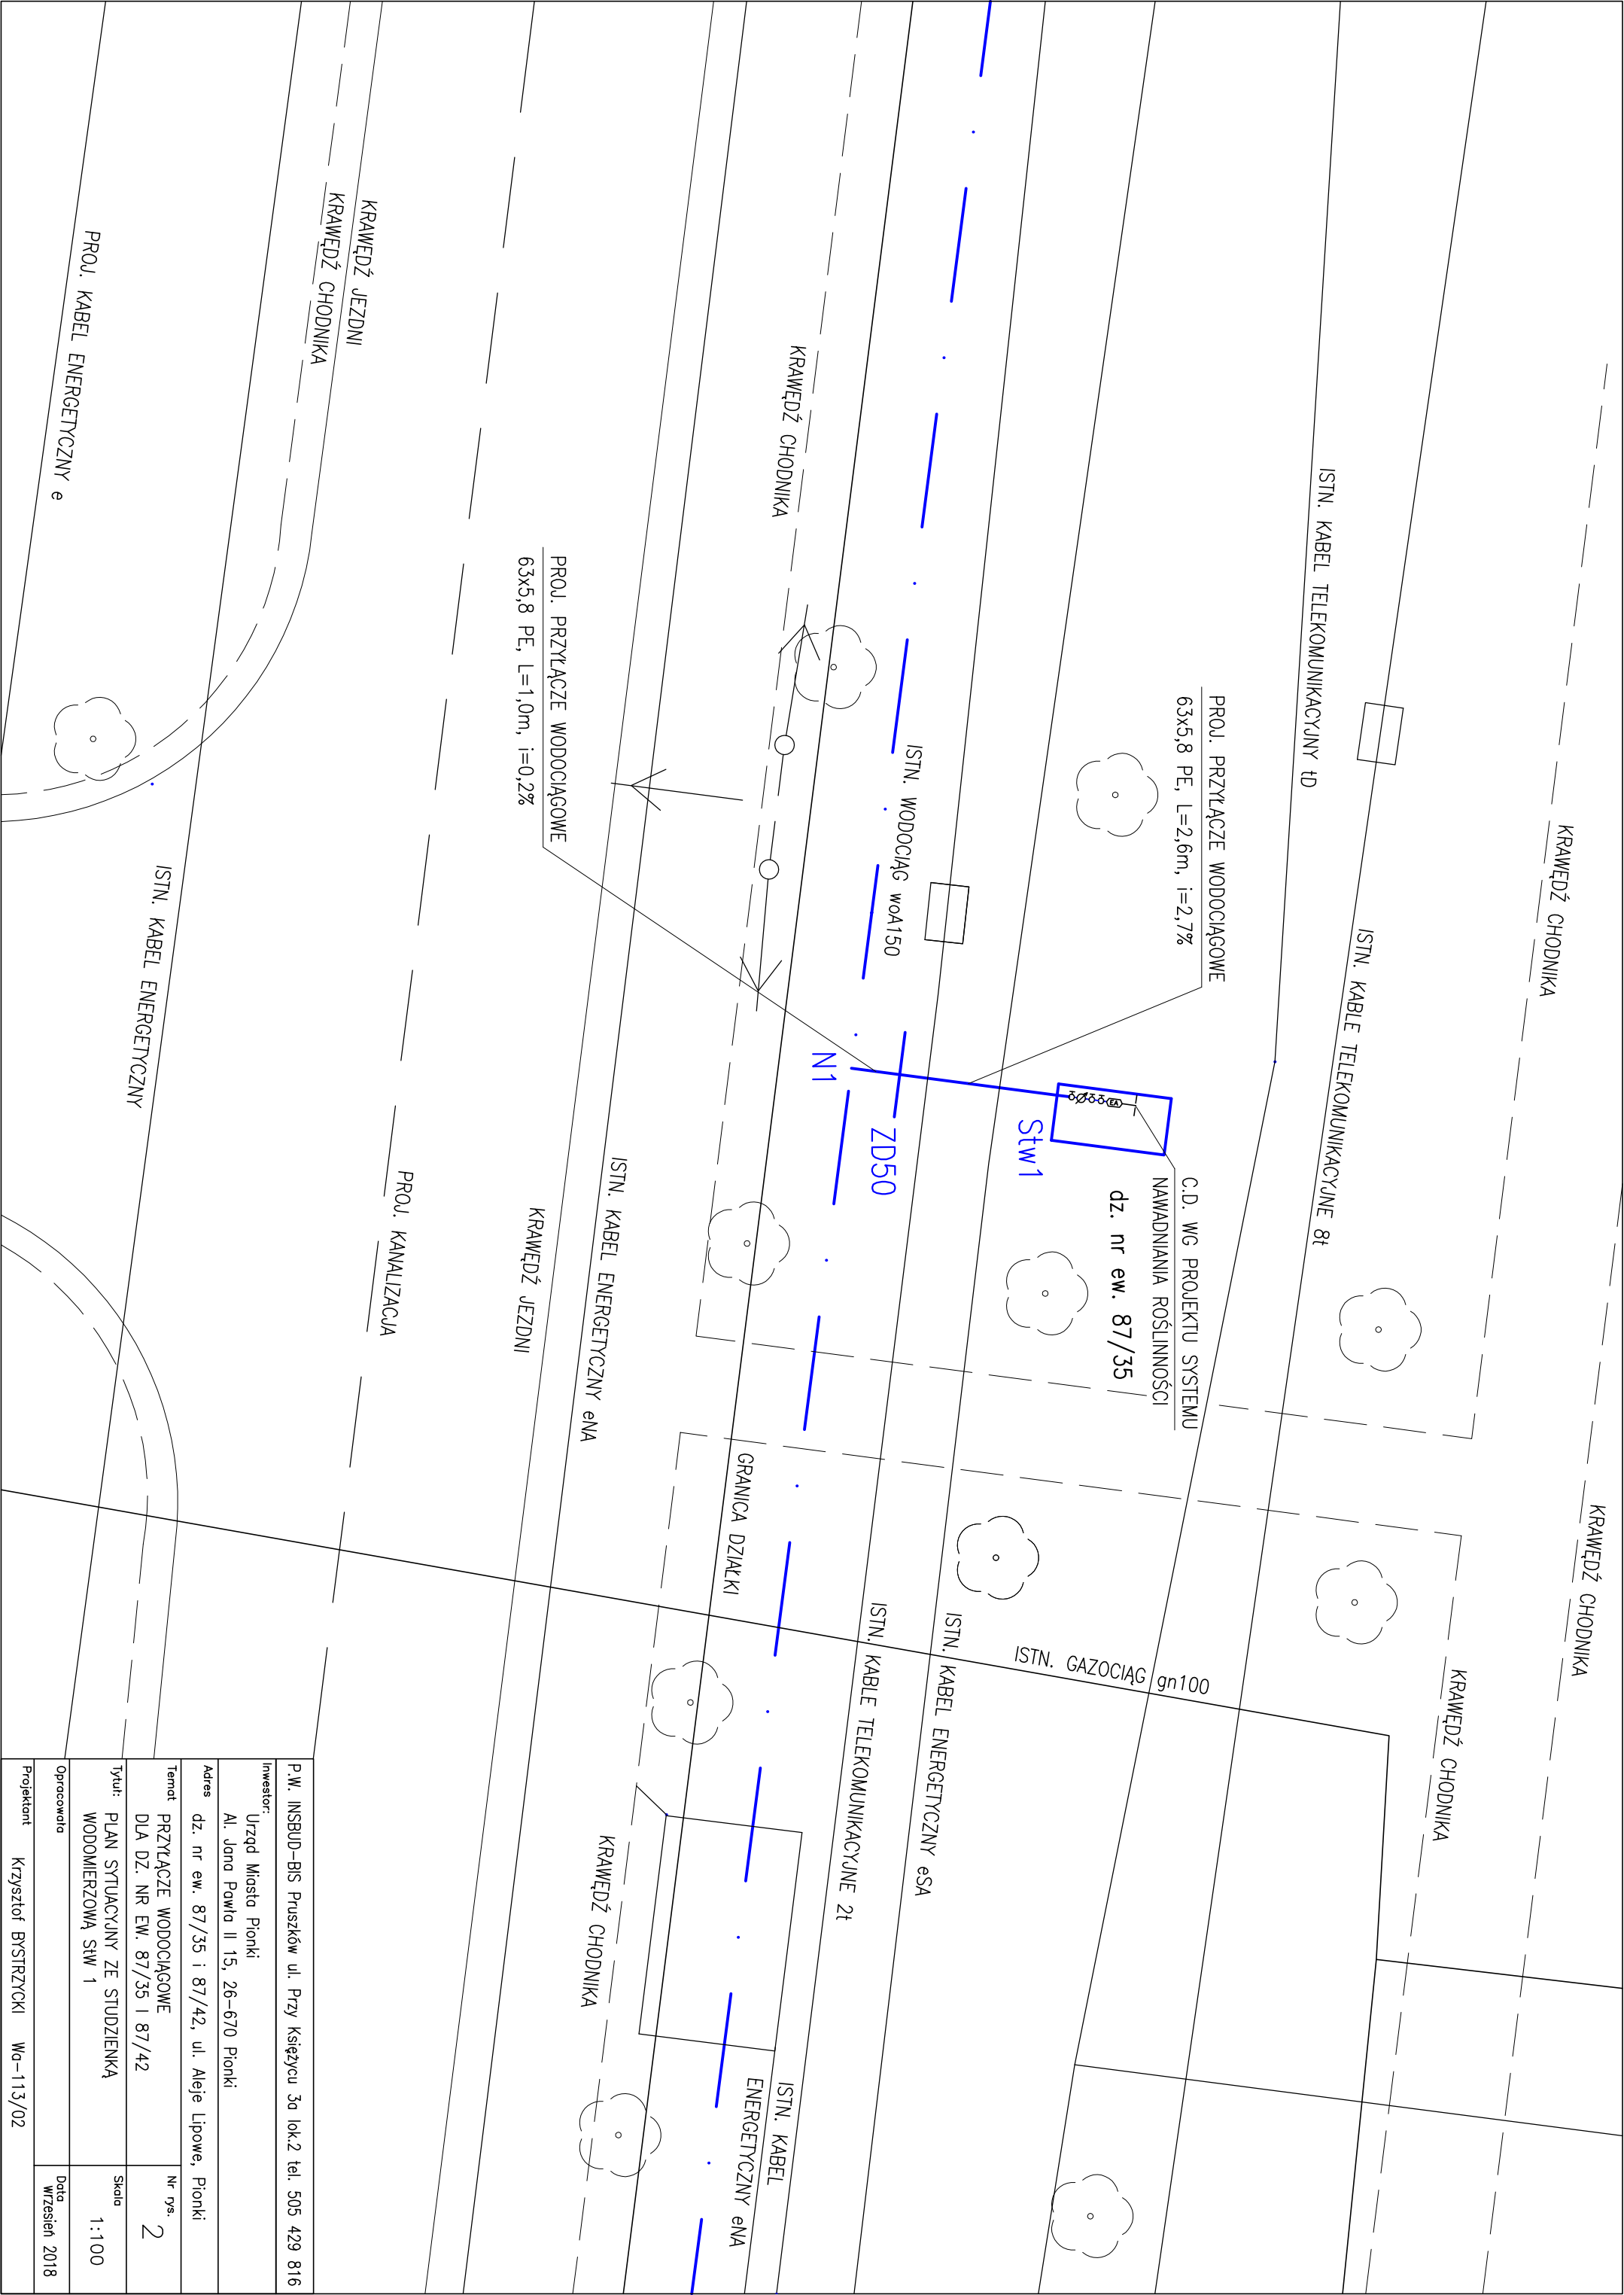 KRAWĘDŹ CHODNIKA
KRAWĘDŹ CHODNIKA
KRAWĘDŹ CHODNIKA
ISTN. KABEL TELEKOMUNIKACYJNY tD
ISTN. KABLE TELEKOMUNIKACYJNE 8t
PROJ. PRZYŁĄCZE WODOCIĄGOWE
63x5,8 PE, L=2,6m, i=2,7%
C.D. WG PROJEKTU SYSTEMU
NAWADNIANIA ROŚLINNOŚCI
dz. nr ew. 87/35
ISTN. GAZOCIĄG gn100
Stw1
ISTN. WODOCIĄG woA150
ZD50
N1
ISTN. KABEL ENERGETYCZNY eSA
ISTN. KABLE TELEKOMUNIKACYJNE 2t
KRAWĘDŹ CHODNIKA
GRANICA DZIAŁKI
ISTN. KABEL
ENERGETYCZNY eNA
PROJ. PRZYŁĄCZE WODOCIĄGOWE
63x5,8 PE, L=1,0m, i=0,2%
ISTN. KABEL ENERGETYCZNY eNA
KRAWĘDŹ CHODNIKA
KRAWĘDŹ JEZDNI
KRAWĘDŹ JEZDNI
KRAWĘDŹ CHODNIKA
PROJ. KANALIZACJA
ISTN. KABEL ENERGETYCZNY
PROJ. KABEL ENERGETYCZNY e
P.W. INSBUD-BIS Pruszków ul. Przy Księżycu 3a lok.2 tel. 505 429 816
Inwestor:
Urząd Miasta Pionki
Al. Jana Pawła II 15, 26-670 Pionki
Adres dz. nr ew. 87/35 i 87/42, ul. Aleje Lipowe, Pionki
Temat PRZYŁĄCZE WODOCIĄGOWE
DLA DZ. NR EW. 87/35 I 87/42
Nr rys. 2
Tytuł: PLAN SYTUACYJNY ZE STUDZIENKĄ
WODOMIERZOWĄ StW 1
Skala 1:100
Opracowała
Data
wrzesień 2018
Projektant Krzysztof BYSTRZYCKI Wa-113/02